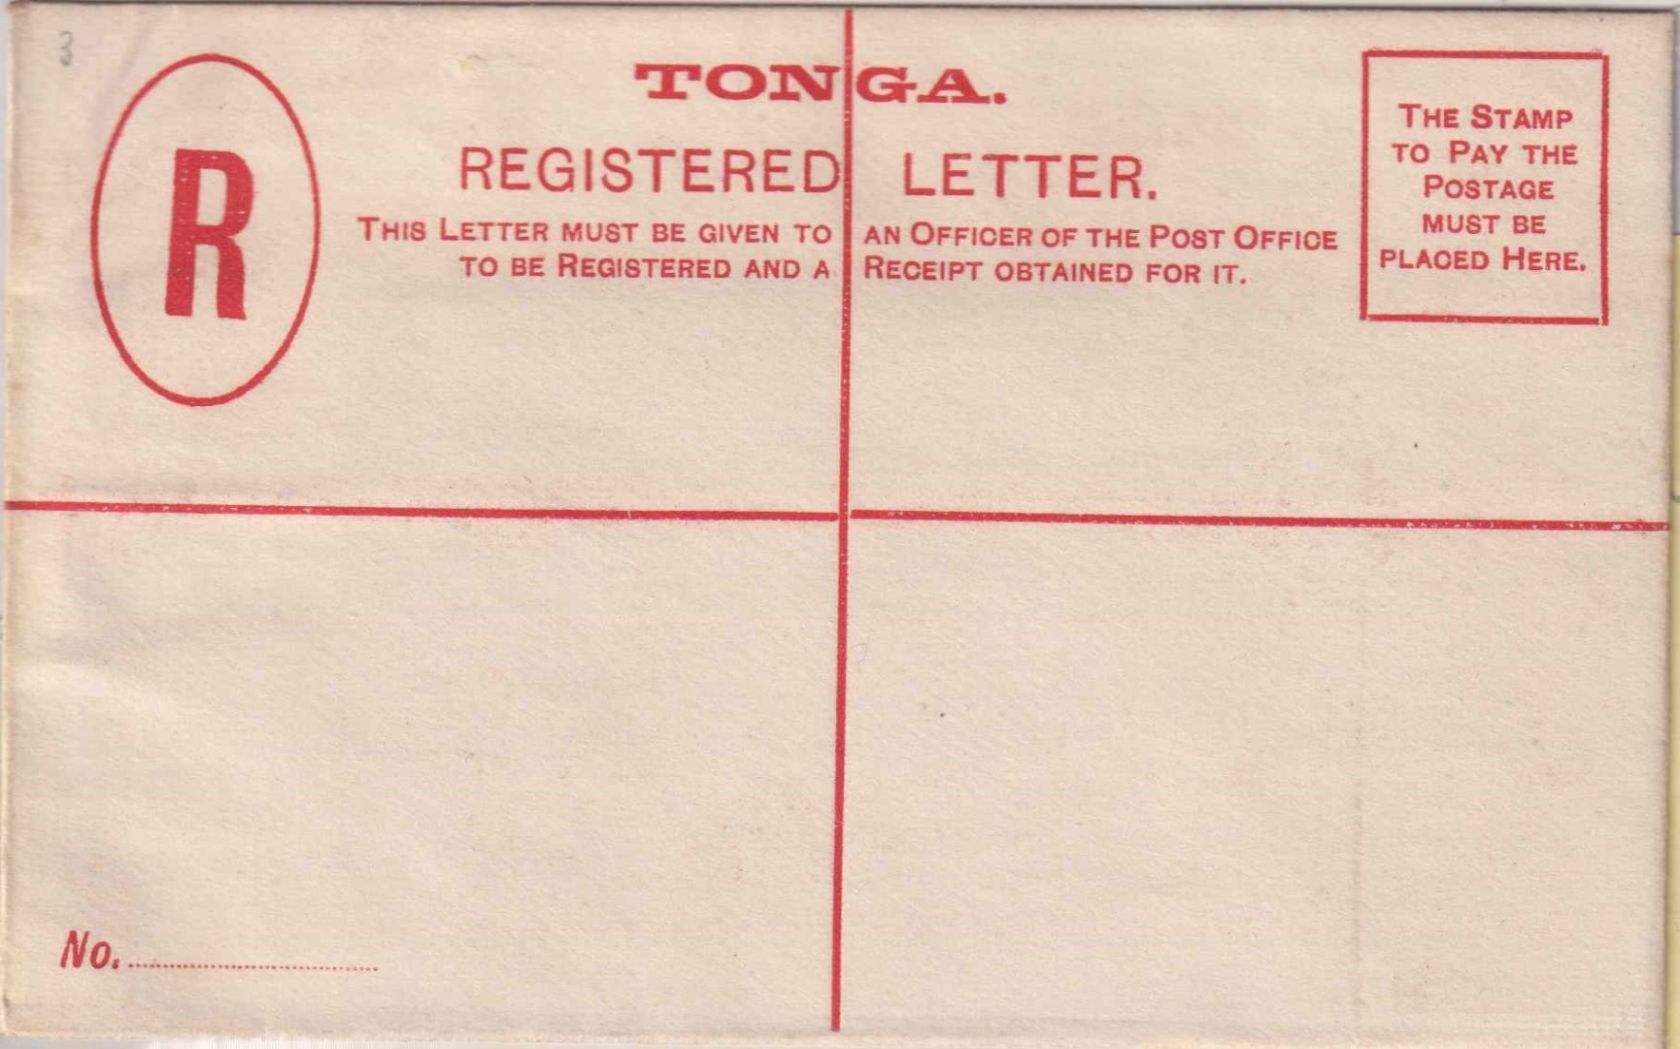 3
TONGA.
R
REGISTERED LETTER.
THIS LETTER MUST BE GIVEN TO AN OFFICER OF THE POST OFFICE
TO BE REGISTERED AND A RECEIPT OBTAINED FOR IT.
THE STAMP
TO PAY THE
POSTAGE
MUST BE
PLACED HERE.
No.